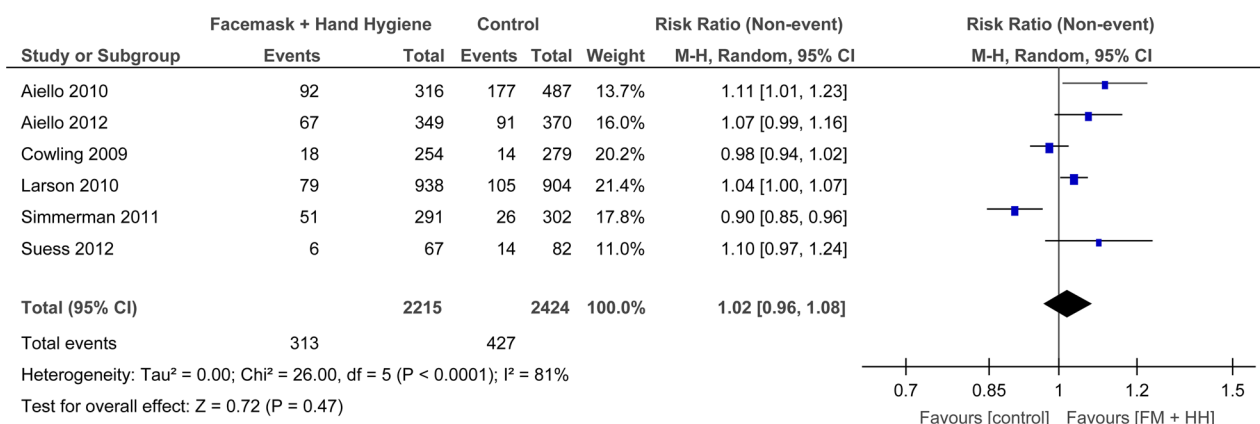 Facemask + Hand Hygiene Control Risk Ratio (Non-event) Risk Ratio (Non-event)
Study or Subgroup Events Total Events Total Weight M-H, Random, 95% CI M-H, Random, 95% CI
Aiello 2010 92 316 177 487 13.7% 1.11 [1.01, 1.23]
Aiello 2012 67 349 91 370 16.0% 1.07 [0.99, 1.16]
Cowling 2009 18 254 14 279 20.2% 0.98 [0.94, 1.02]
Larson 2010 79 938 105 904 21.4% 1.04 [1.00, 1.07]
Simmerman 2011 51 291 26 302 17.8% 0.90 [0.85, 0.96]
Suess 2012 6 67 14 82 11.0% 1.10 [0.97, 1.24]
Total (95% CI) 2215 2424 100.0% 1.02 [0.96, 1.08]
Total events 313 427
Heterogeneity: Tau² = 0.00; Chi² = 26.00, df = 5 (P < 0.0001); I² = 81%
Test for overall effect: Z = 0.72 (P = 0.47)
0.7 0.85 1 1.2 1.5
Favours [control] Favours [FM + HH]